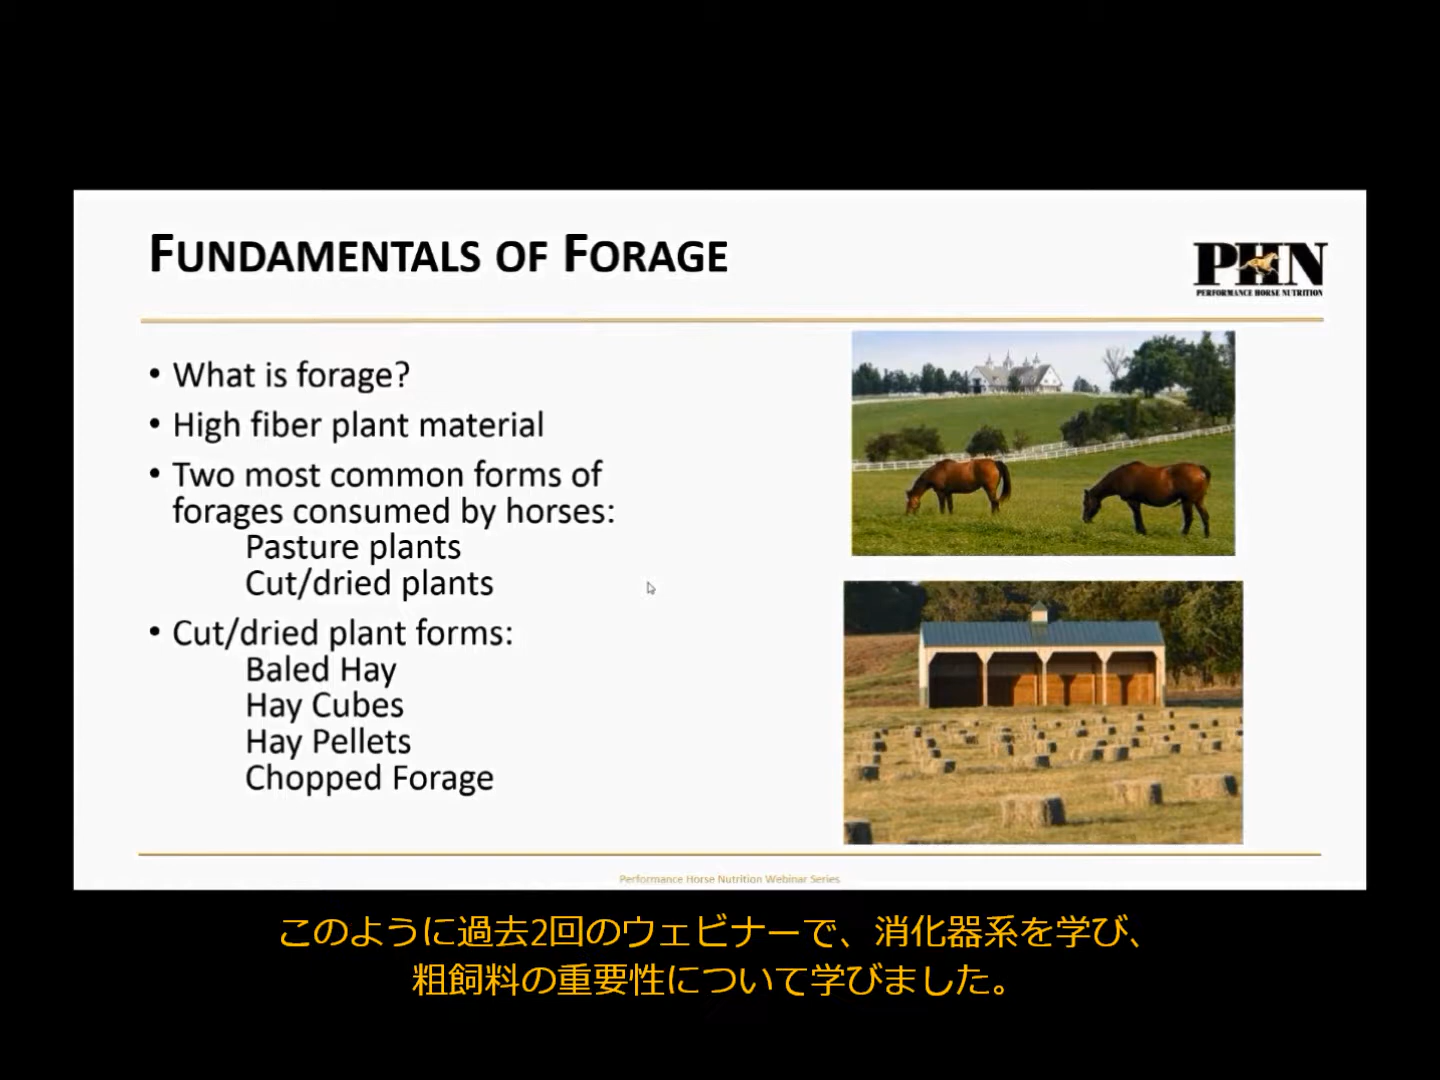 FUNDAMENTALS OF FORAGE
PHN
PERFORMANCE HORSE NUTRITION
• What is forage?
• High fiber plant material
• Two most common forms of
forages consumed by horses:
Pasture plants
Cut/dried plants
• Cut/dried plant forms:
Baled Hay
Hay Cubes
Hay Pellets
Chopped Forage
Performance Horse Nutrition Webinar Series
このように過去2回のウェビナーで、消化器系を学び、
粗飼料の重要性について学びました。